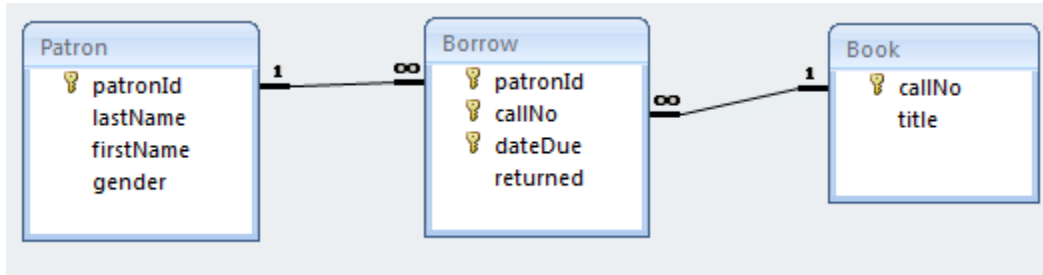 Patron
patronId
lastName
firstName
gender
1
∞
Borrow
patronId
callNo
dateDue
returned
∞
1
Book
callNo
title